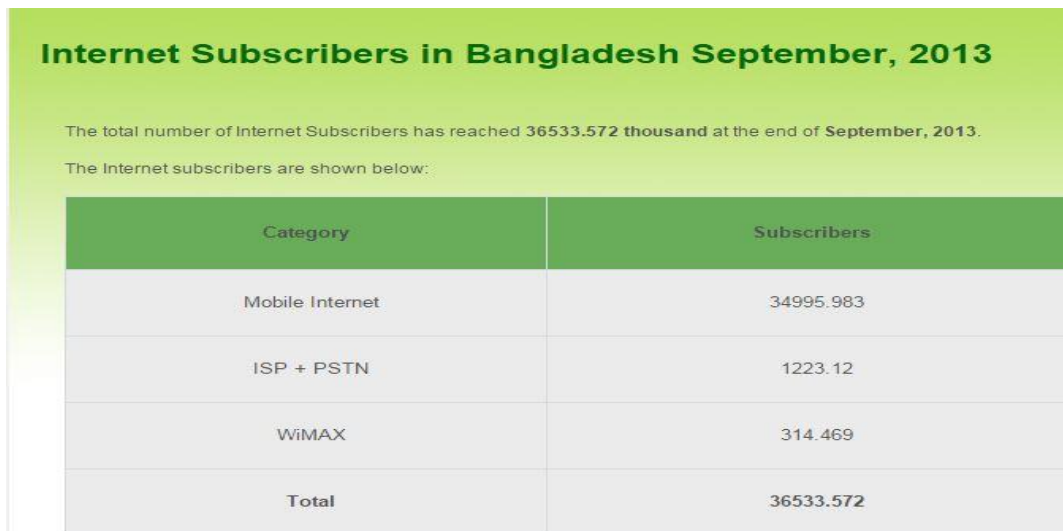 Internet Subscribers in Bangladesh September, 2013
The total number of Internet Subscribers has reached 36533.572 thousand at the end of September, 2013.
The Internet subscribers are shown below:
Category Subscribers
Mobile Internet 34995.983
ISP + PSTN 1223.12
WiMAX 314.469
Total 36533.572